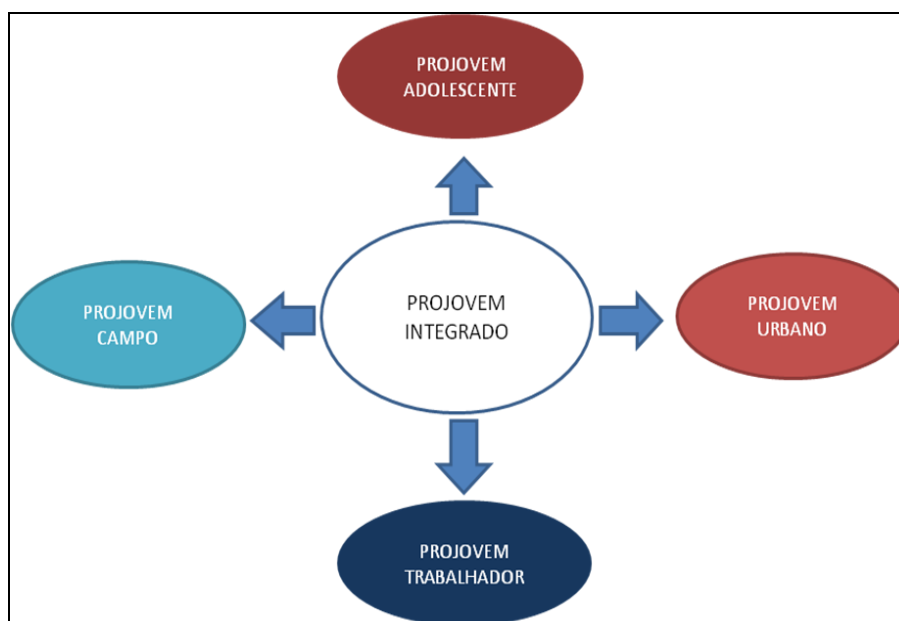 PROJOVEM
ADOLESCENTE
PROJOVEM
CAMPO
PROJOVEM
INTEGRADO
PROJOVEM
URBANO
PROJOVEM
TRABALHADOR